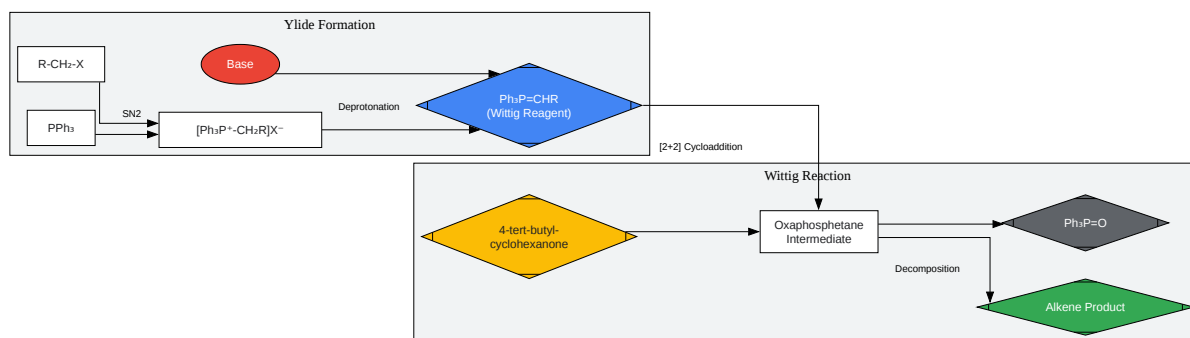 Ylide Formation
R-CH₂-X
Base
PPh₃
SN2
[Ph₃P⁺-CH₂R]X⁻
Deprotonation
Ph₃P=CHR
(Wittig Reagent)
[2+2] Cycloaddition
Wittig Reaction
4-tert-butyl-
cyclohexanone
Oxaphosphetane
Intermediate
Ph₃P=O
Decomposition
Alkene Product